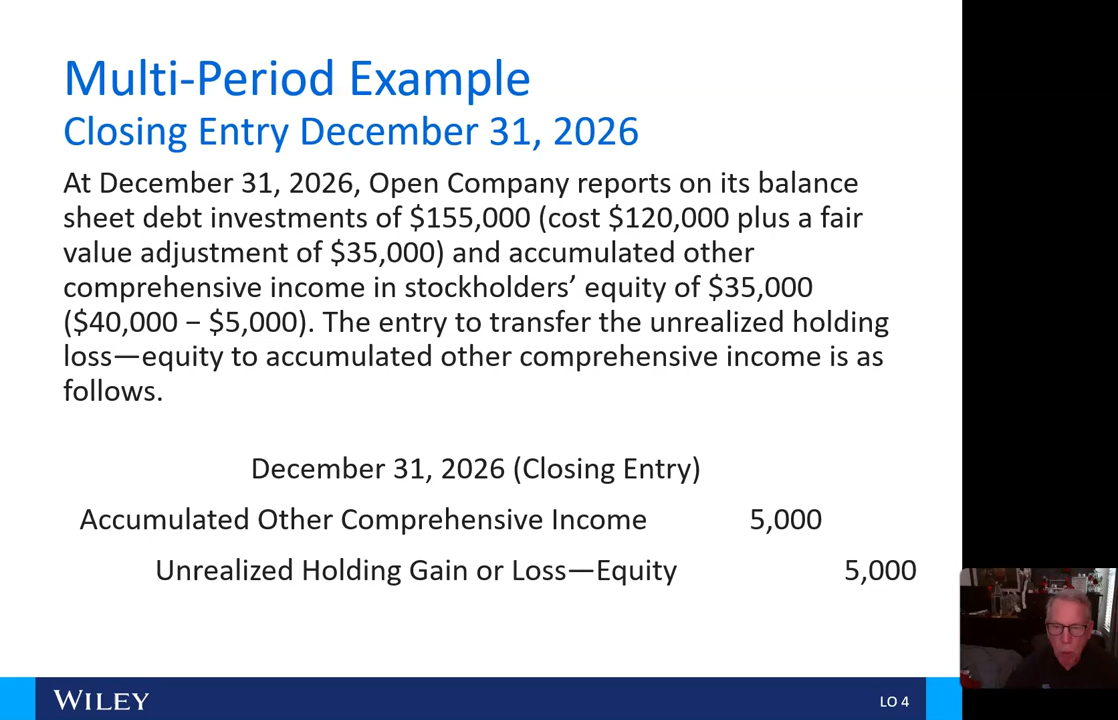 Multi-Period Example
Closing Entry December 31, 2026
At December 31, 2026, Open Company reports on its balance
sheet debt investments of $155,000 (cost $120,000 plus a fair
value adjustment of $35,000) and accumulated other
comprehensive income in stockholders’ equity of $35,000
($40,000 − $5,000). The entry to transfer the unrealized holding
loss—equity to accumulated other comprehensive income is as
follows.
December 31, 2026 (Closing Entry)
Accumulated Other Comprehensive Income 5,000
Unrealized Holding Gain or Loss—Equity 5,000
WILEY
LO 4